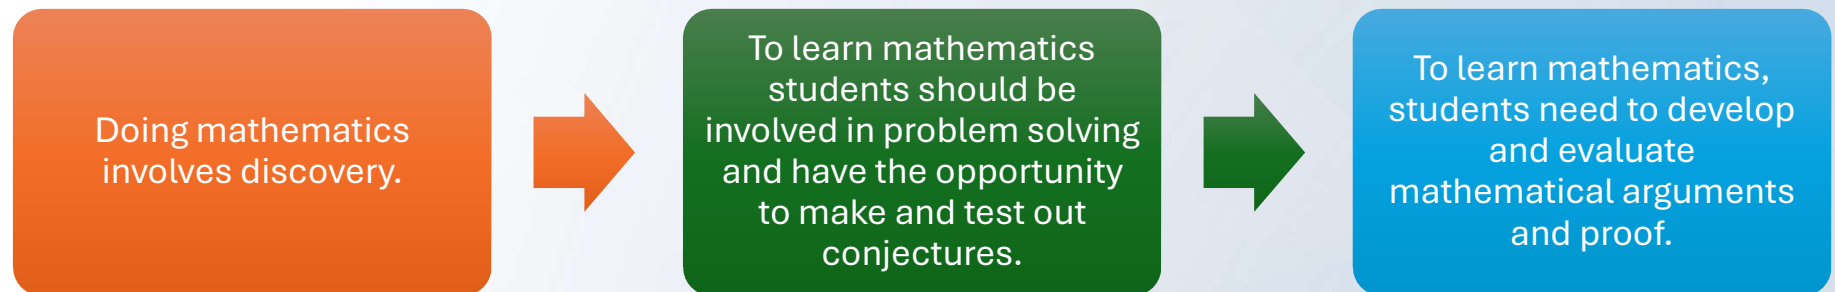 Doing mathematics
involves discovery.
To learn mathematics
students should be
involved in problem solving
and have the opportunity
to make and test out
conjectures.
To learn mathematics,
students need to develop
and evaluate
mathematical arguments
and proof.